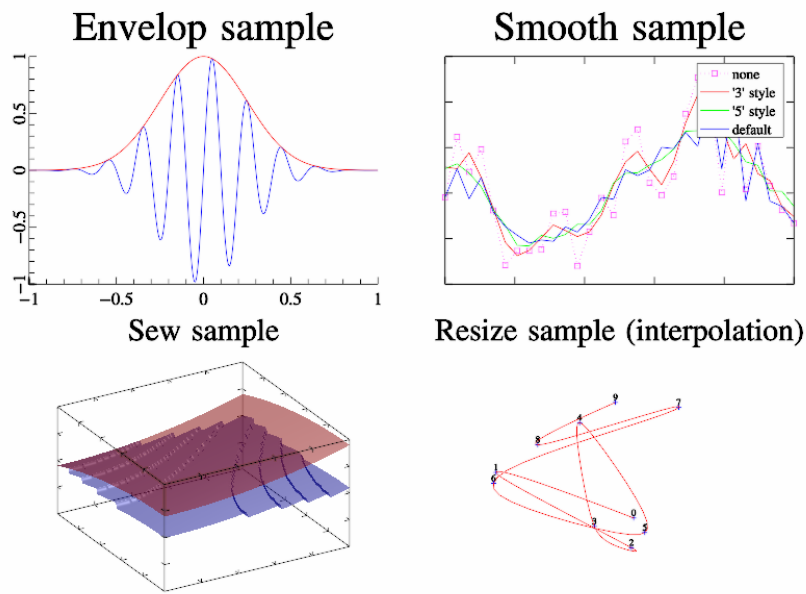 Envelop sample
Smooth sample
1
0.5
0
−0.5
−1
−1
−0.5
0
0.5
1
none
'3' style
'5' style
default
Sew sample
Resize sample (interpolation)
9
7
4
8
1
6
0
3
5
2